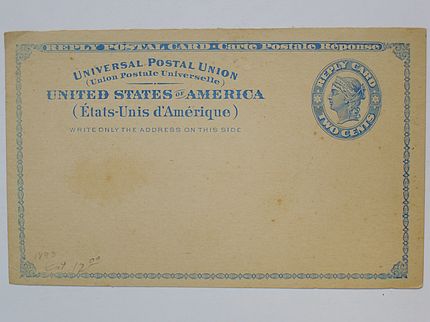 REPLY POSTAL CARD - Carte Postale Réponse
UNIVERSAL POSTAL UNION
(Union Postale Universelle)
UNITED STATES OF AMERICA
(États-Unis d'Amérique)
WRITE ONLY THE ADDRESS ON THIS SIDE
REPLY CARD
TWO CENTS